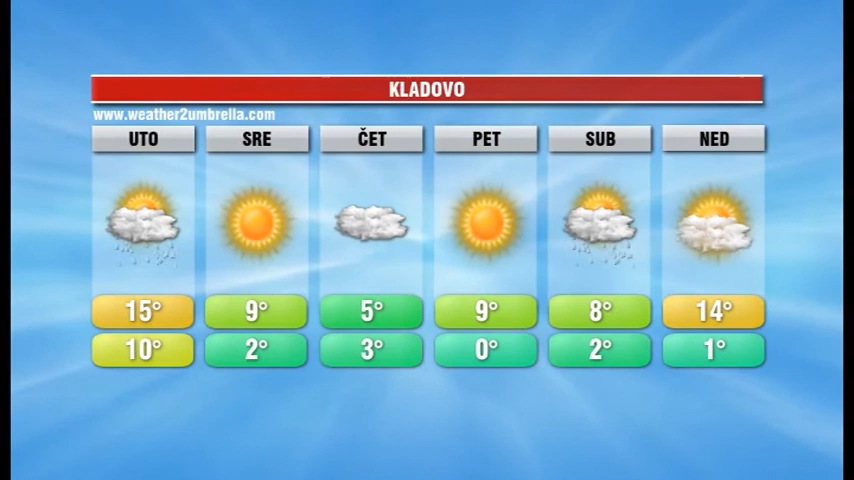 KLADOVO
www.weather2umbrella.com
UTO SRE ČET PET SUB NED
15° 9° 5° 9° 8° 14°
10° 2° 3° 0° 2° 1°